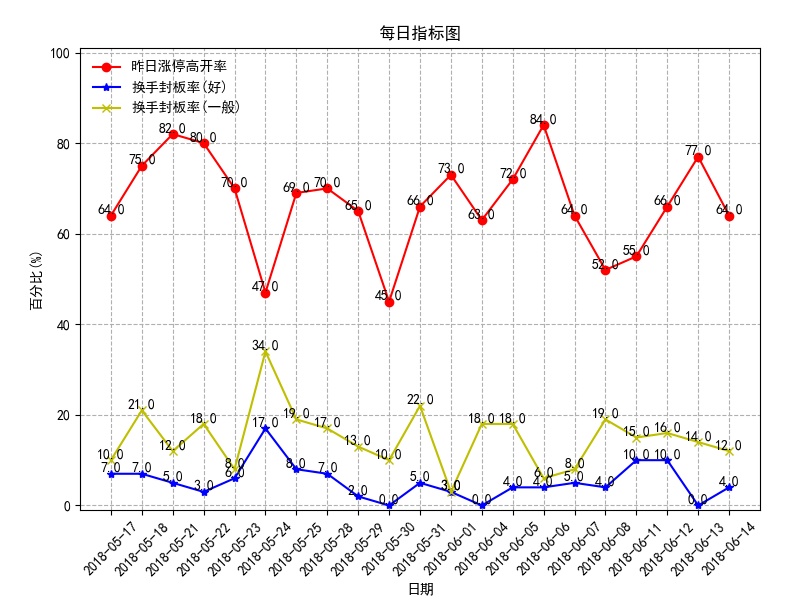 每日指标图
100
80
60
40
20
0
百分比(%)
昨日涨停高开率
换手封板率(好)
换手封板率(一般)
64.0 75.0 82.0 80.0 70.0 47.0 69.0 70.0 65.0 45.0 66.0 73.0 63.0 72.0 84.0 64.0 52.0 55.0 66.0 77.0 64.0
10.0 21.0 12.0 18.0 8.0 34.0 19.0 17.0 13.0 10.0 22.0 3.0 18.0 18.0 6.0 8.0 19.0 15.0 16.0 14.0 12.0
7.0 7.0 5.0 3.0 6.0 17.0 8.0 7.0 2.0 0.0 5.0 3.0 0.0 4.0 4.0 5.0 4.0 10.0 10.0 0.0 4.0
2018-05-17 2018-05-18 2018-05-21 2018-05-22 2018-05-23 2018-05-24 2018-05-25 2018-05-28 2018-05-29 2018-05-30 2018-05-31 2018-06-01 2018-06-04 2018-06-05 2018-06-06 2018-06-07 2018-06-08 2018-06-11 2018-06-12 2018-06-13 2018-06-14
日期